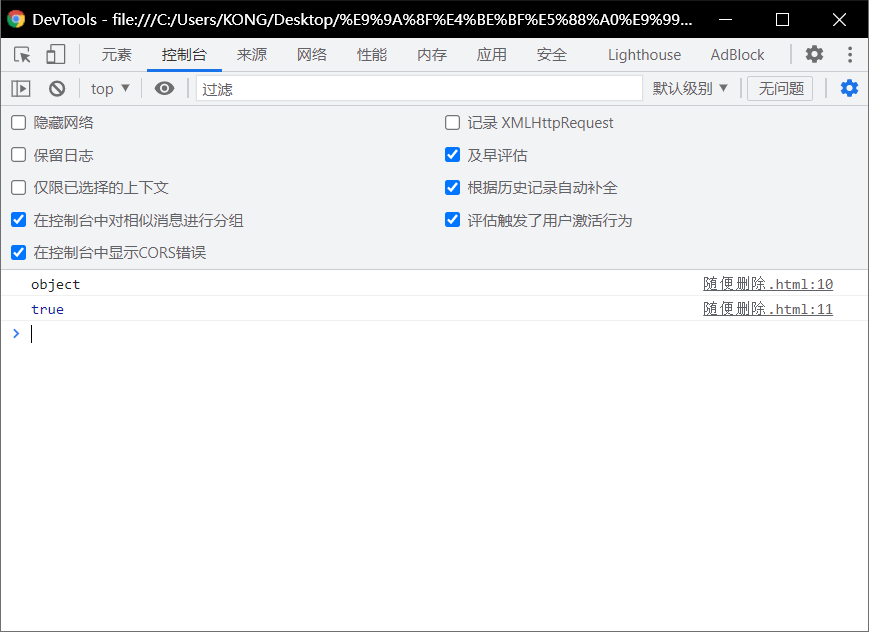 DevTools - file:///C:/Users/KONG/Desktop/%E9%9A%8F%E4%BE%BF%E5%88%A0%E9%99...
元素 控制台 来源 网络 性能 内存 应用 安全 Lighthouse AdBlock
top 过滤 默认级别 无问题
隐藏网络 记录 XMLHttpRequest
保留日志 及早评估
仅限已选择的上下文 根据历史记录自动补全
在控制台中对相似消息进行分组 评估触发了用户激活行为
在控制台中显示CORS错误
object 随便删除.html:10
true 随便删除.html:11